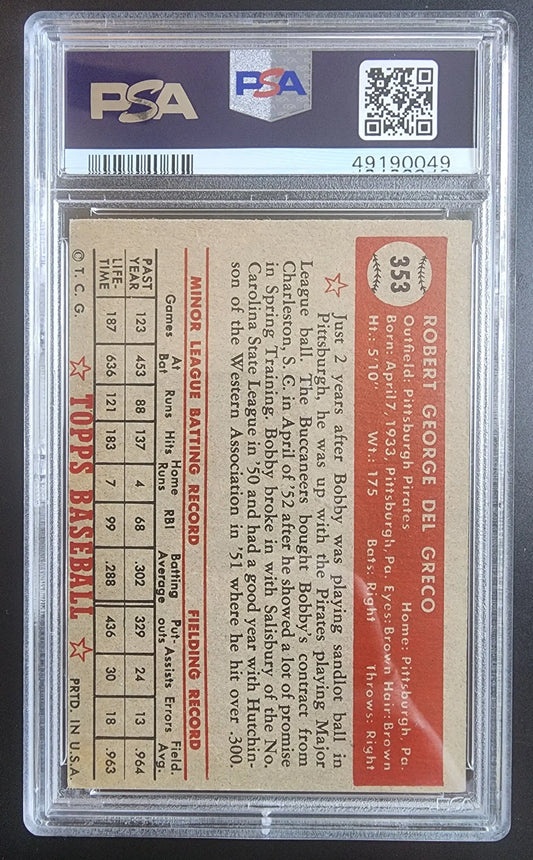 PSA
PSA
49190049
353
ROBERT GEORGE DEL GRECO
Outfield: Pittsburgh Pirates Home: Pittsburgh, Pa.
Born: April 7, 1933, Pittsburgh, Pa. Eyes: Brown Hair: Brown
Ht.: 5'10" Wt.: 175 Bats: Right Throws: Right
Just 2 years after Bobby was playing sandlot ball in
Pittsburgh, he was up with the Pirates playing Major
League ball. The Buccaneers bought Bobby's contract from
Charleston, S. C. in April of '52 after he showed a lot of promise
in Spring Training. Bobby broke in with Salisbury of the No.
Carolina State League in '50 and had a good year with Hutchin-
son of the Western Association in '51 where he hit over .300.
MINOR LEAGUE BATTING RECORD FIELDING RECORD
Games At Bat Runs Hits Home Runs RBI Batting Average Put-outs Assists Errors Field. Avg.
PAST YEAR 123 453 88 137 4 68 .302 329 24 13 .964
LIFE-TIME 187 636 121 183 7 99 .288 436 30 18 .963
© T. C. G. TOPPS BASEBALL PRTD. IN U.S.A.